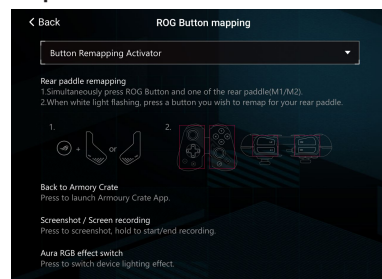 Back
ROG Button mapping
Button Remapping Activator
Rear paddle remapping
1.Simultaneously press ROG Button and one of the rear paddle(M1/M2).
2.When white light flashing, press a button you wish to remap for your rear paddle.
1.
2.
+
or
Back to Armory Crate
Press to launch Armoury Crate App.
Screenshot / Screen recording
Press to screenshot, hold to start/end recording.
Aura RGB effect switch
Press to switch device lighting effect.